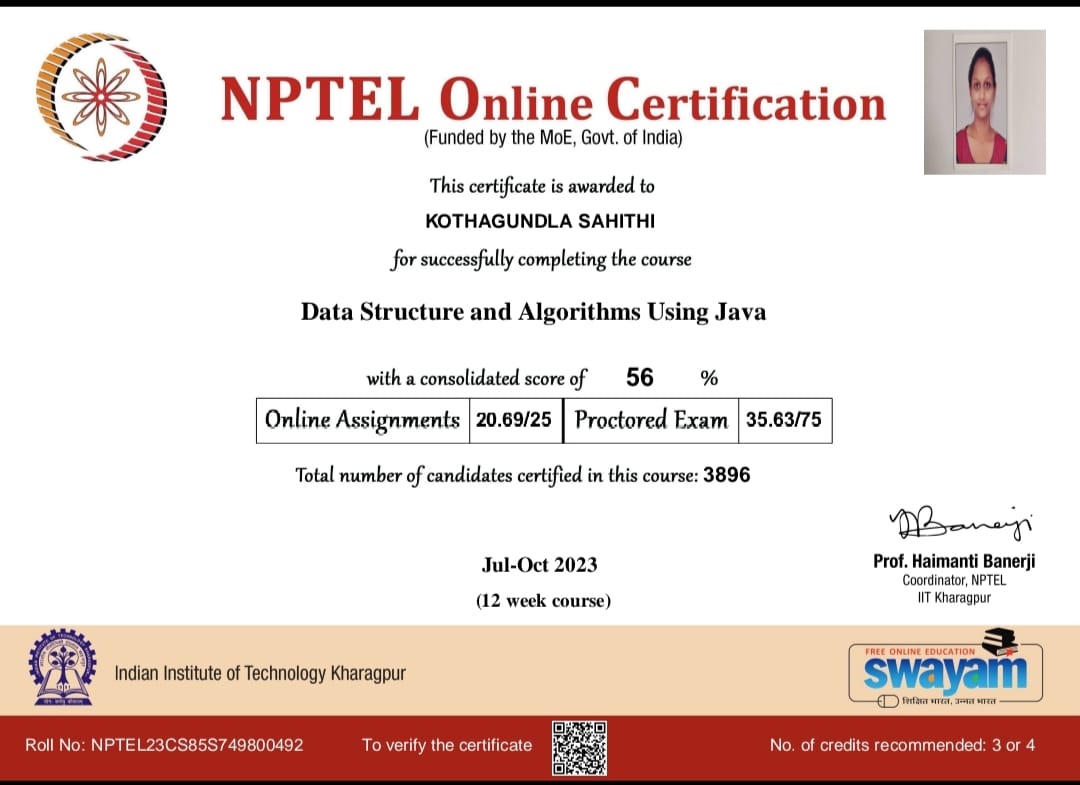 NPTEL Online Certification
(Funded by the MoE, Govt. of India)
This certificate is awarded to
KOTHAGUNDLA SAHITHI
for successfully completing the course
Data Structure and Algorithms Using Java
with a consolidated score of 56 %
Online Assignments 20.69/25 Proctored Exam 35.63/75
Total number of candidates certified in this course: 3896
Prof. Haimanti Banerji
Coordinator, NPTEL
IIT Kharagpur
Jul-Oct 2023
(12 week course)
Indian Institute of Technology Kharagpur
FREE ONLINE EDUCATION
swayam
शिक्षित भारत, उन्नत भारत
Roll No: NPTEL23CS85S749800492 To verify the certificate No. of credits recommended: 3 or 4